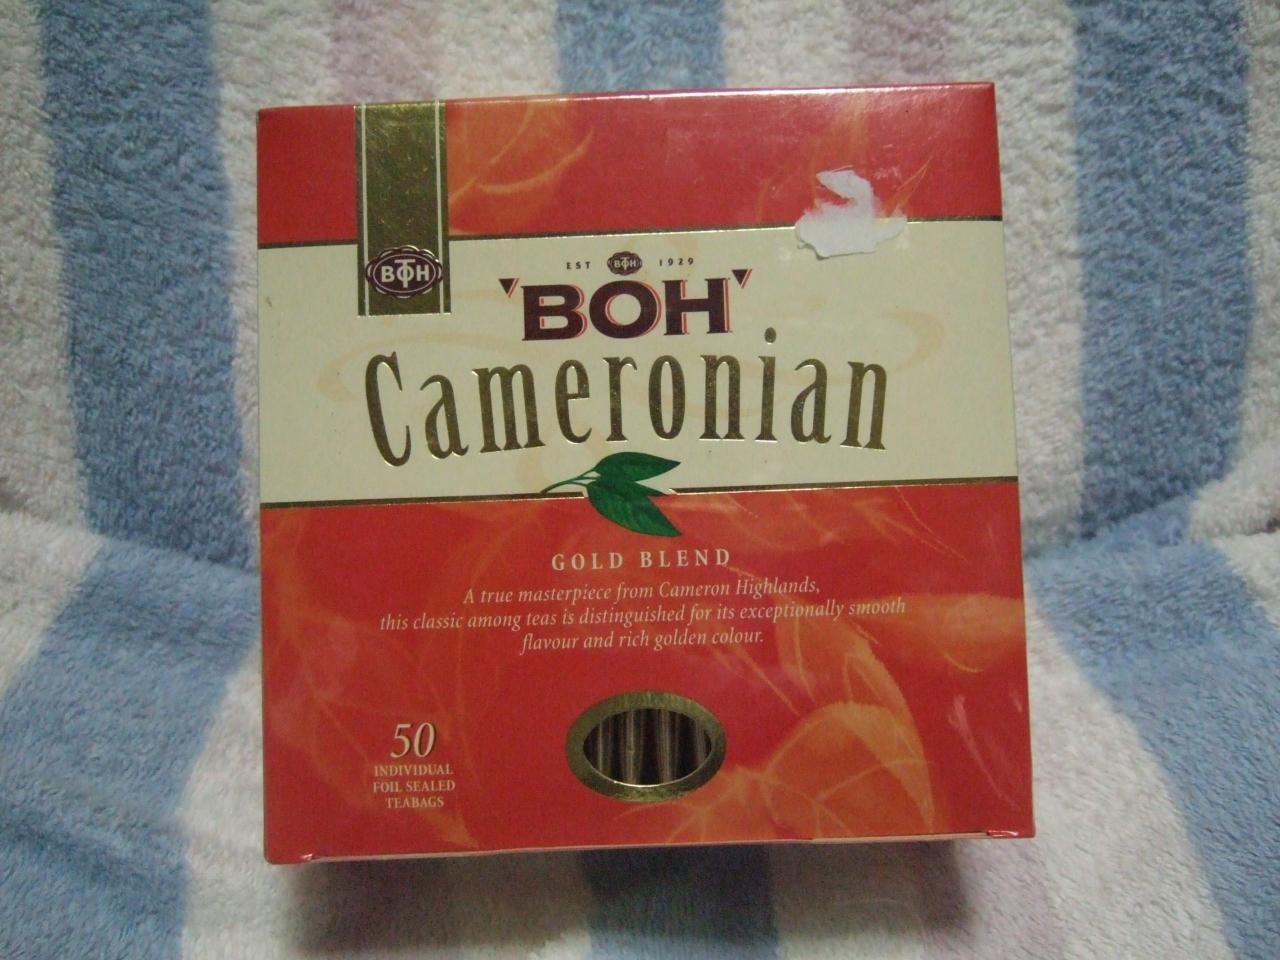 BOH
EST BOH 1929
'BOH'
Cameronian
GOLD BLEND
A true masterpiece from Cameron Highlands,
this classic among teas is distinguished for its exceptionally smooth
flavour and rich golden colour.
50
INDIVIDUAL
FOIL SEALED
TEABAGS